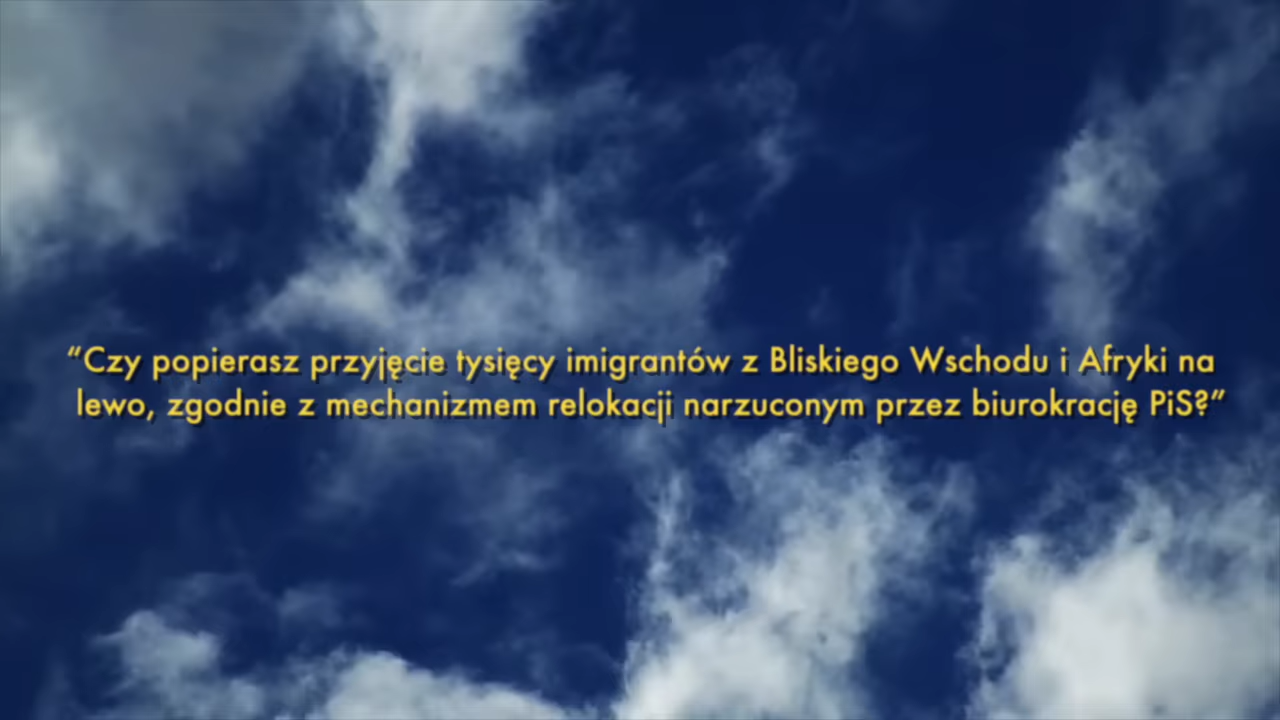 “Czy popierasz przyjęcie tysięcy imigrantów z Bliskiego Wschodu i Afryki na
lewo, zgodnie z mechanizmem relokacji narzuconym przez biurokrację PiS?”